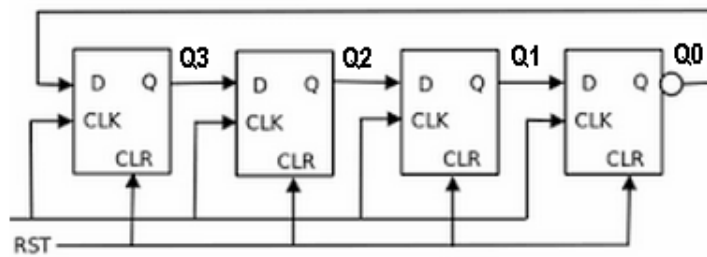 Q3 Q2 Q1 Q0
D Q D Q D Q D Q
CLK CLK CLK CLK
CLR CLR CLR CLR
RST